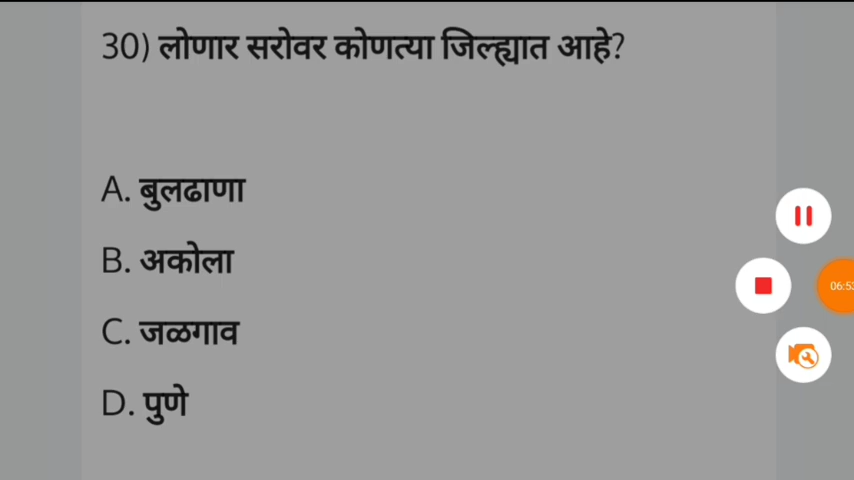 30) लोणार सरोवर कोणत्या जिल्ह्यात आहे?
A. बुलढाणा
B. अकोला
C. जळगाव
D. पुणे